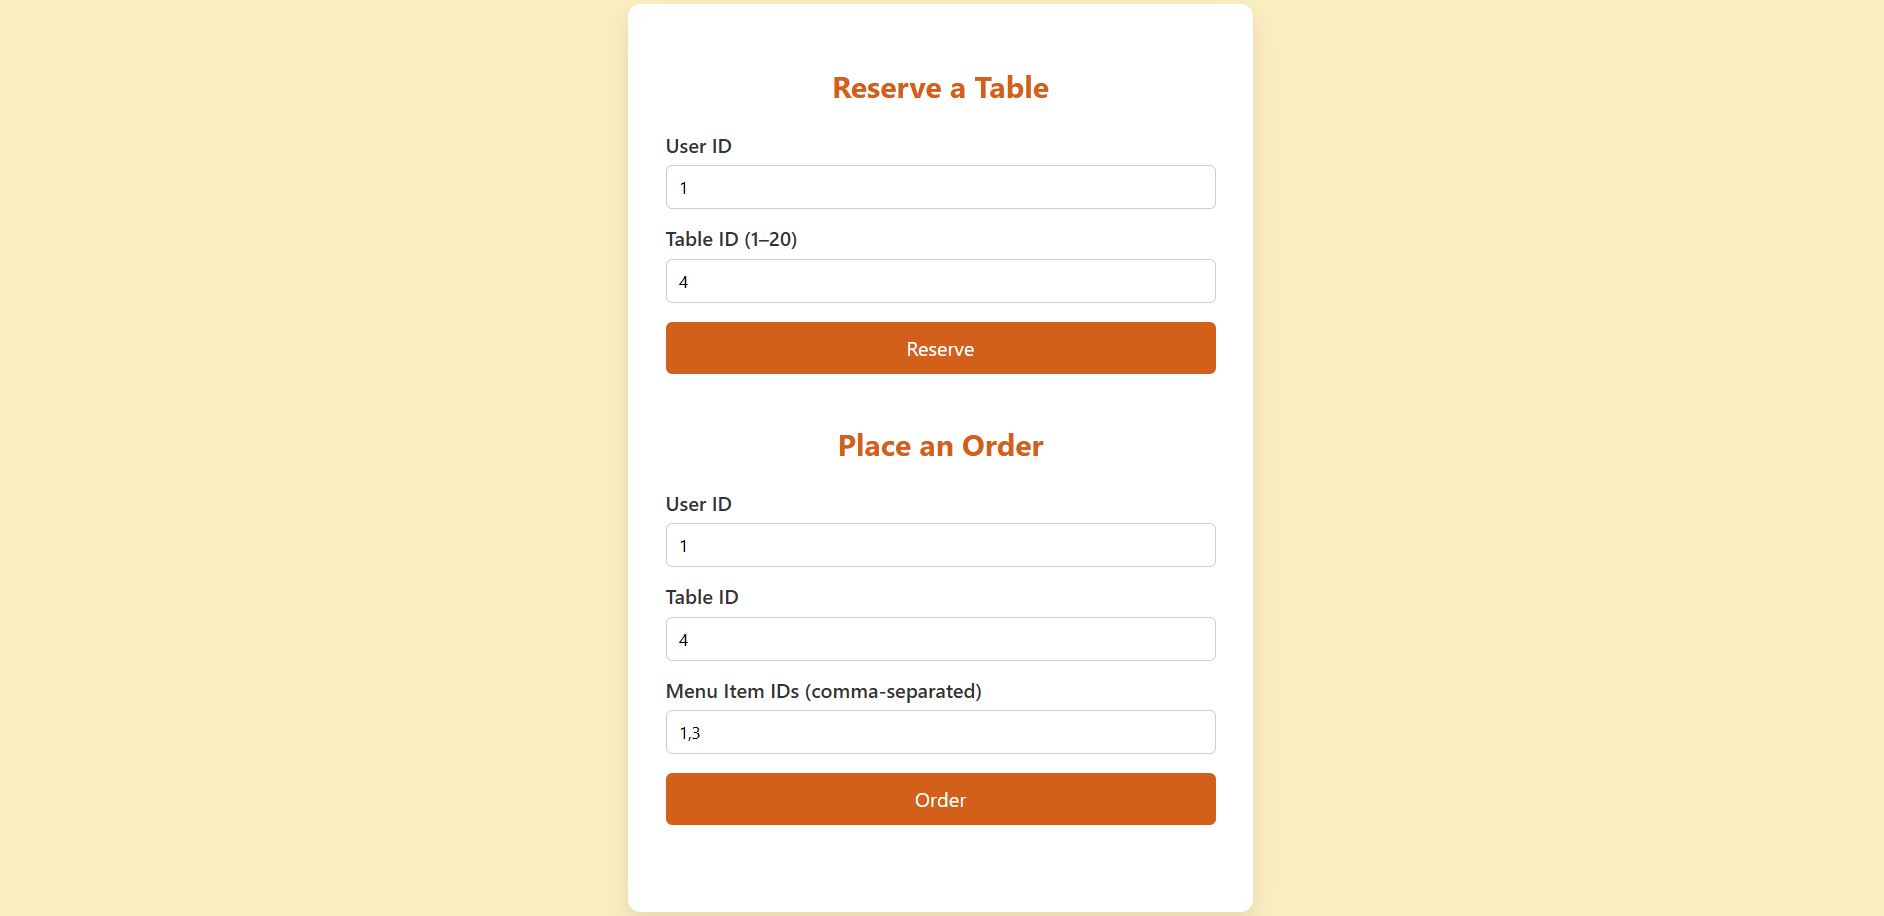 Reserve a Table
User ID
1
Table ID (1–20)
4
Reserve
Place an Order
User ID
1
Table ID
4
Menu Item IDs (comma-separated)
1,3
Order